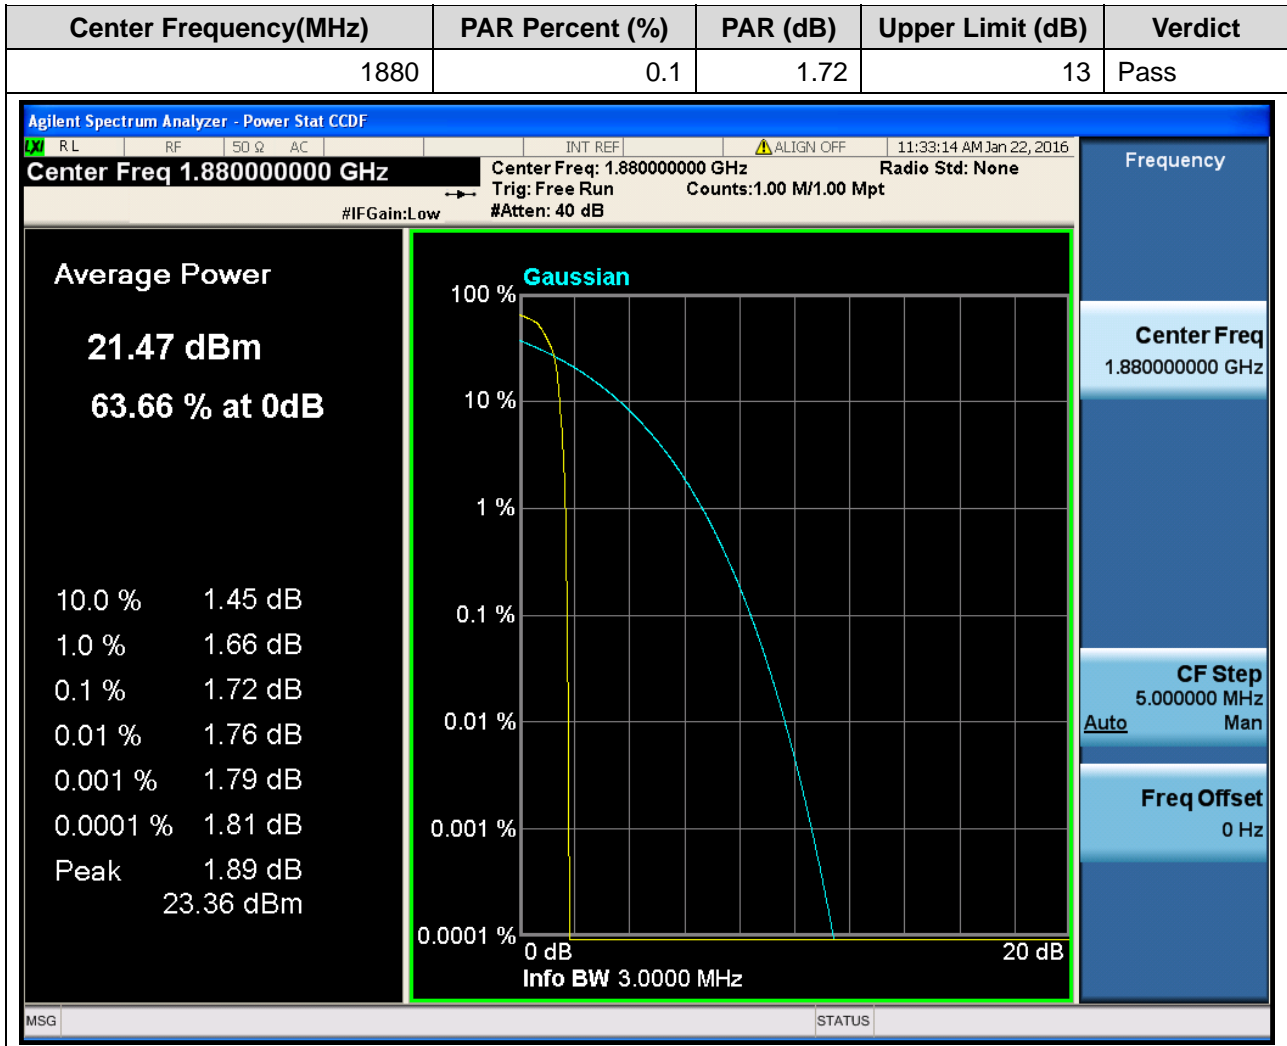 Center Frequency(MHz) PAR Percent (%) PAR (dB) Upper Limit (dB) Verdict
1880 0.1 1.72 13 Pass
Agilent Spectrum Analyzer - Power Stat CCDF
LXI RL RF 50 Ω AC INT REF ALIGN OFF 11:33:14 AM Jan 22, 2016
Center Freq 1.880000000 GHz
Center Freq: 1.880000000 GHz Radio Std: None
Trig: Free Run Counts:1.00 M/1.00 Mpt
#IFGain:Low #Atten: 40 dB
Average Power
21.47 dBm
63.66 % at 0dB
10.0 % 1.45 dB
1.0 % 1.66 dB
0.1 % 1.72 dB
0.01 % 1.76 dB
0.001 % 1.79 dB
0.0001 % 1.81 dB
Peak 1.89 dB
23.36 dBm
Gaussian
100 %
10 %
1 %
0.1 %
0.01 %
0.001 %
0.0001 %
0 dB 20 dB
Info BW 3.0000 MHz
Frequency
Center Freq
1.880000000 GHz
CF Step
5.000000 MHz
Auto Man
Freq Offset
0 Hz
MSG STATUS